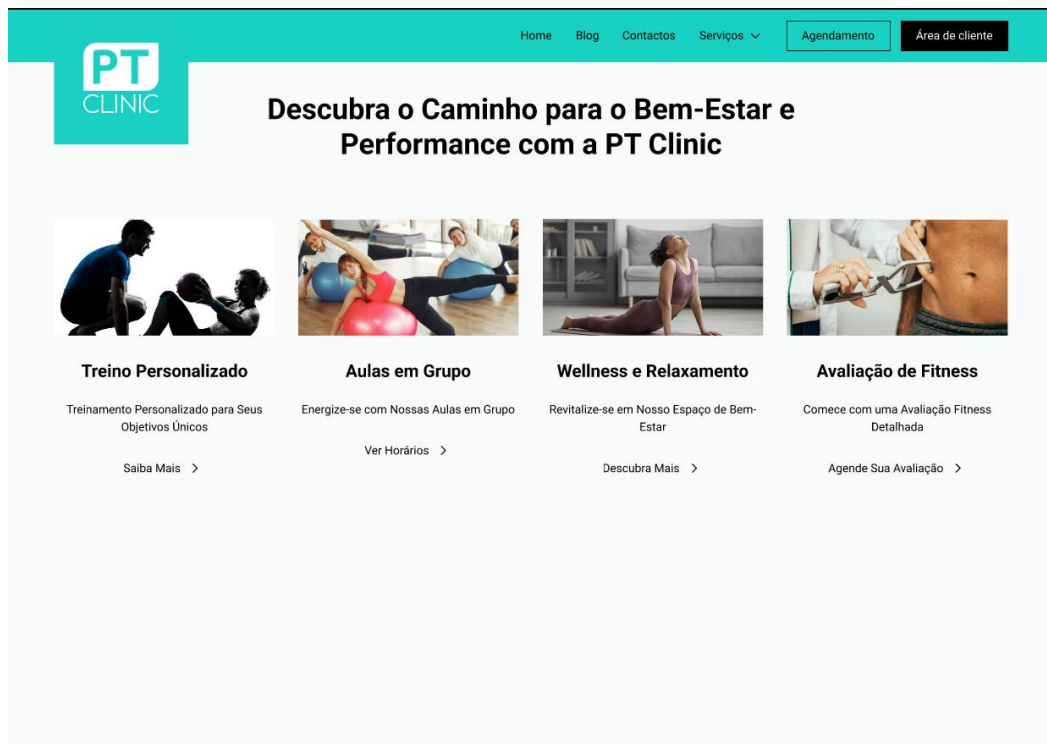 Home Blog Contactos Serviços Agendamento Área de cliente
PT
CLINIC
Descubra o Caminho para o Bem-Estar e
Performance com a PT Clinic
Treino Personalizado
Treinamento Personalizado para Seus
Objetivos Únicos
Saiba Mais
Aulas em Grupo
Energize-se com Nossas Aulas em Grupo
Ver Horários
Wellness e Relaxamento
Revitalize-se em Nosso Espaço de Bem-
Estar
Descubra Mais
Avaliação de Fitness
Comece com uma Avaliação Fitness
Detalhada
Agende Sua Avaliação